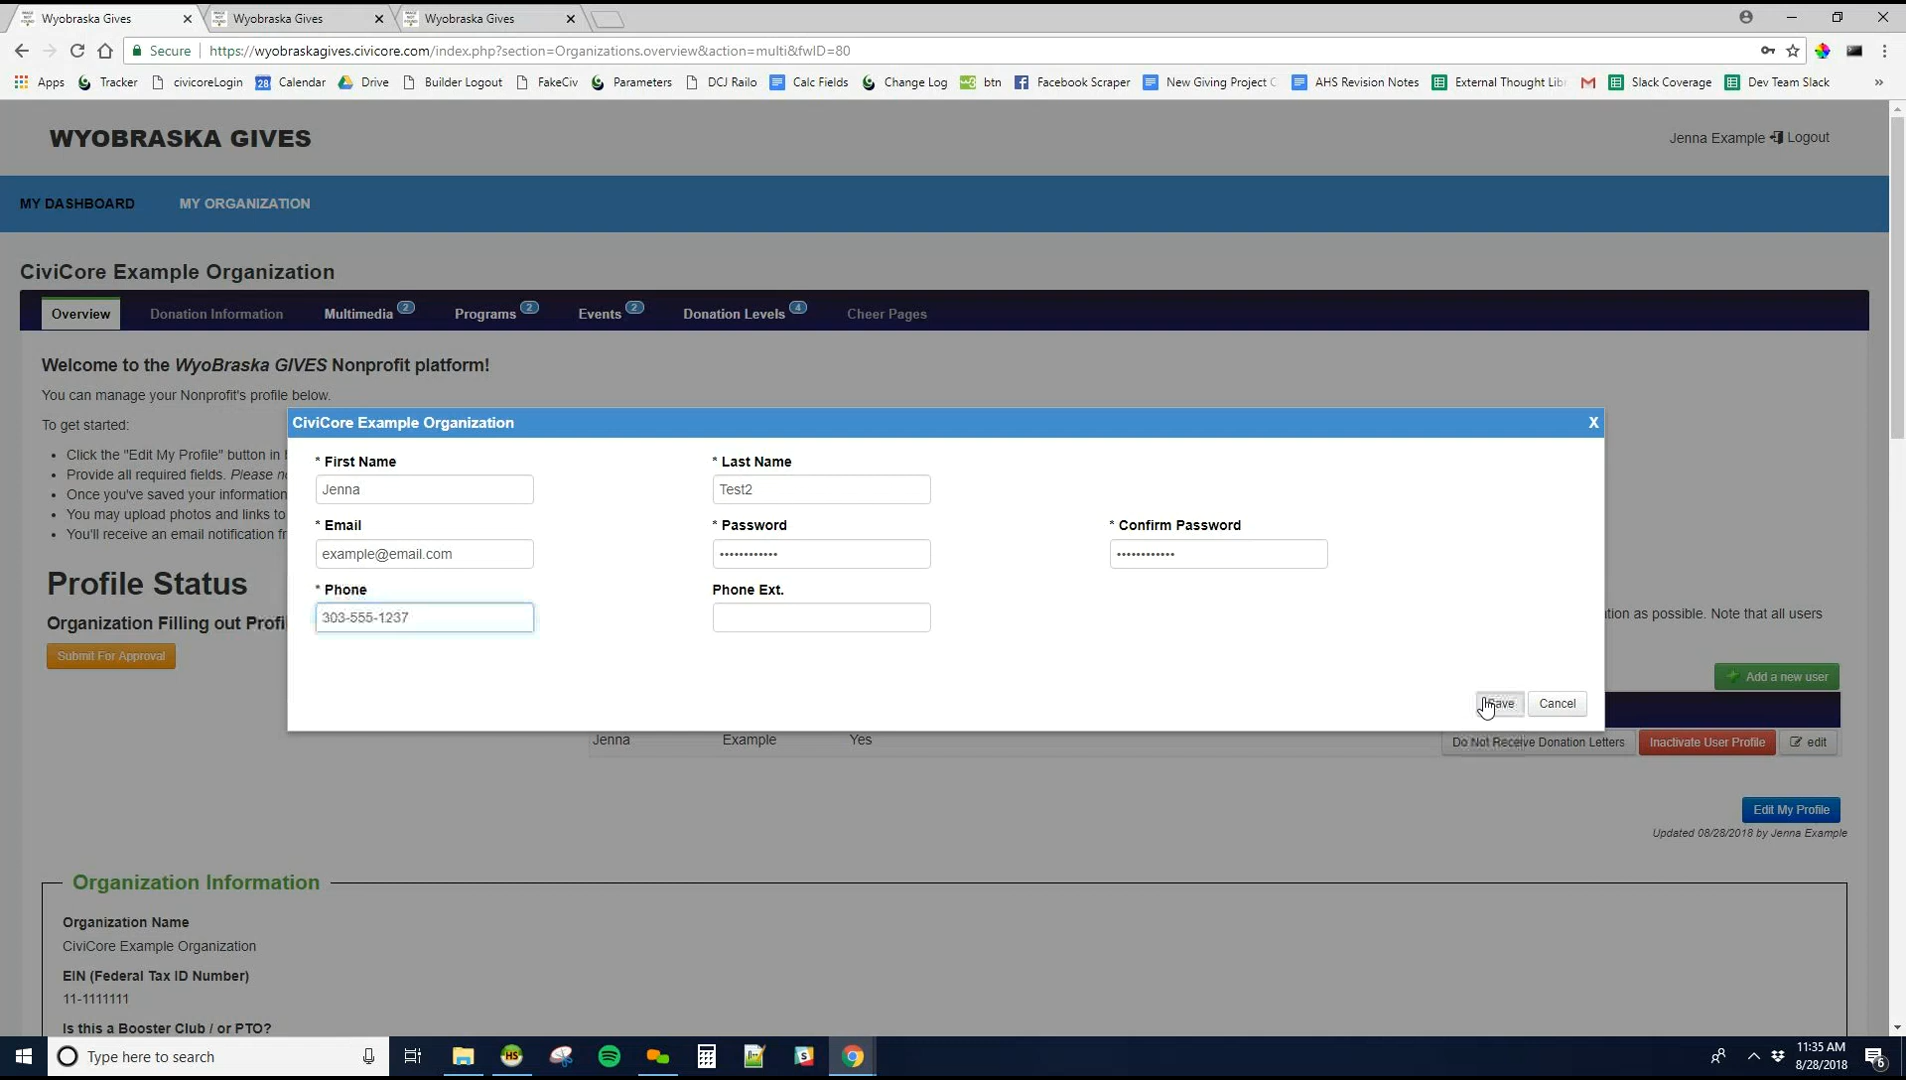 Wyobraska Gives
Wyobraska Gives
Wyobraska Gives
Secure https://wyobraskagives.civicore.com/index.php?section=Organizations.overview&action=multi&fwID=80
Apps Tracker civicoreLogin 28 Calendar Drive Builder Logout FakeCiv Parameters DCJ Railo Calc Fields Change Log btn Facebook Scraper New Giving Project AHS Revision Notes External Thought Lib Slack Coverage Dev Team Slack
WYOBRASKA GIVES
Jenna Example Logout
MY DASHBOARD MY ORGANIZATION
CiviCore Example Organization
Overview Donation Information Multimedia 2 Programs 2 Events 2 Donation Levels 4 Cheer Pages
Welcome to the WyoBraska GIVES Nonprofit platform!
You can manage your Nonprofit's profile below.
To get started:
• Click the "Edit My Profile" button in
• Provide all required fields. Please
• Once you've saved your information
• You may upload photos and links to
• You'll receive an email notification
Profile Status
Organization Filling out
Submit For Approval
CiviCore Example Organization X
* First Name * Last Name
Jenna Test2
* Email * Password * Confirm Password
example@email.com •••••••••••• ••••••••••••
* Phone Phone Ext.
303-555-1237
Save Cancel
as possible. Note that all users
Add a new user
Jenna Example Yes Do Not Receive Donation Letters Inactivate User Profile edit
Edit My Profile
Updated 08/28/2018 by Jenna Example
Organization Information
Organization Name
CiviCore Example Organization
EIN (Federal Tax ID Number)
11-1111111
Is this a Booster Club / or PTO?
Type here to search
HS
11:35 AM
8/28/2018
6